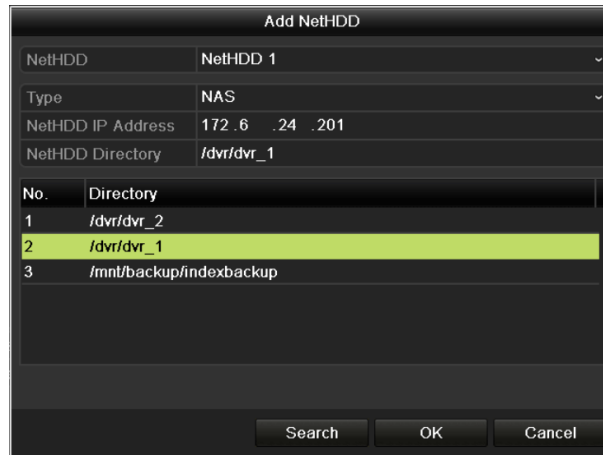 Add NetHDD
NetHDD NetHDD 1
Type NAS
NetHDD IP Address 172 .6 .24 .201
NetHDD Directory /dvr/dvr_1
No. Directory
1 /dvr/dvr_2
2 /dvr/dvr_1
3 /mnt/backup/indexbackup
Search OK Cancel